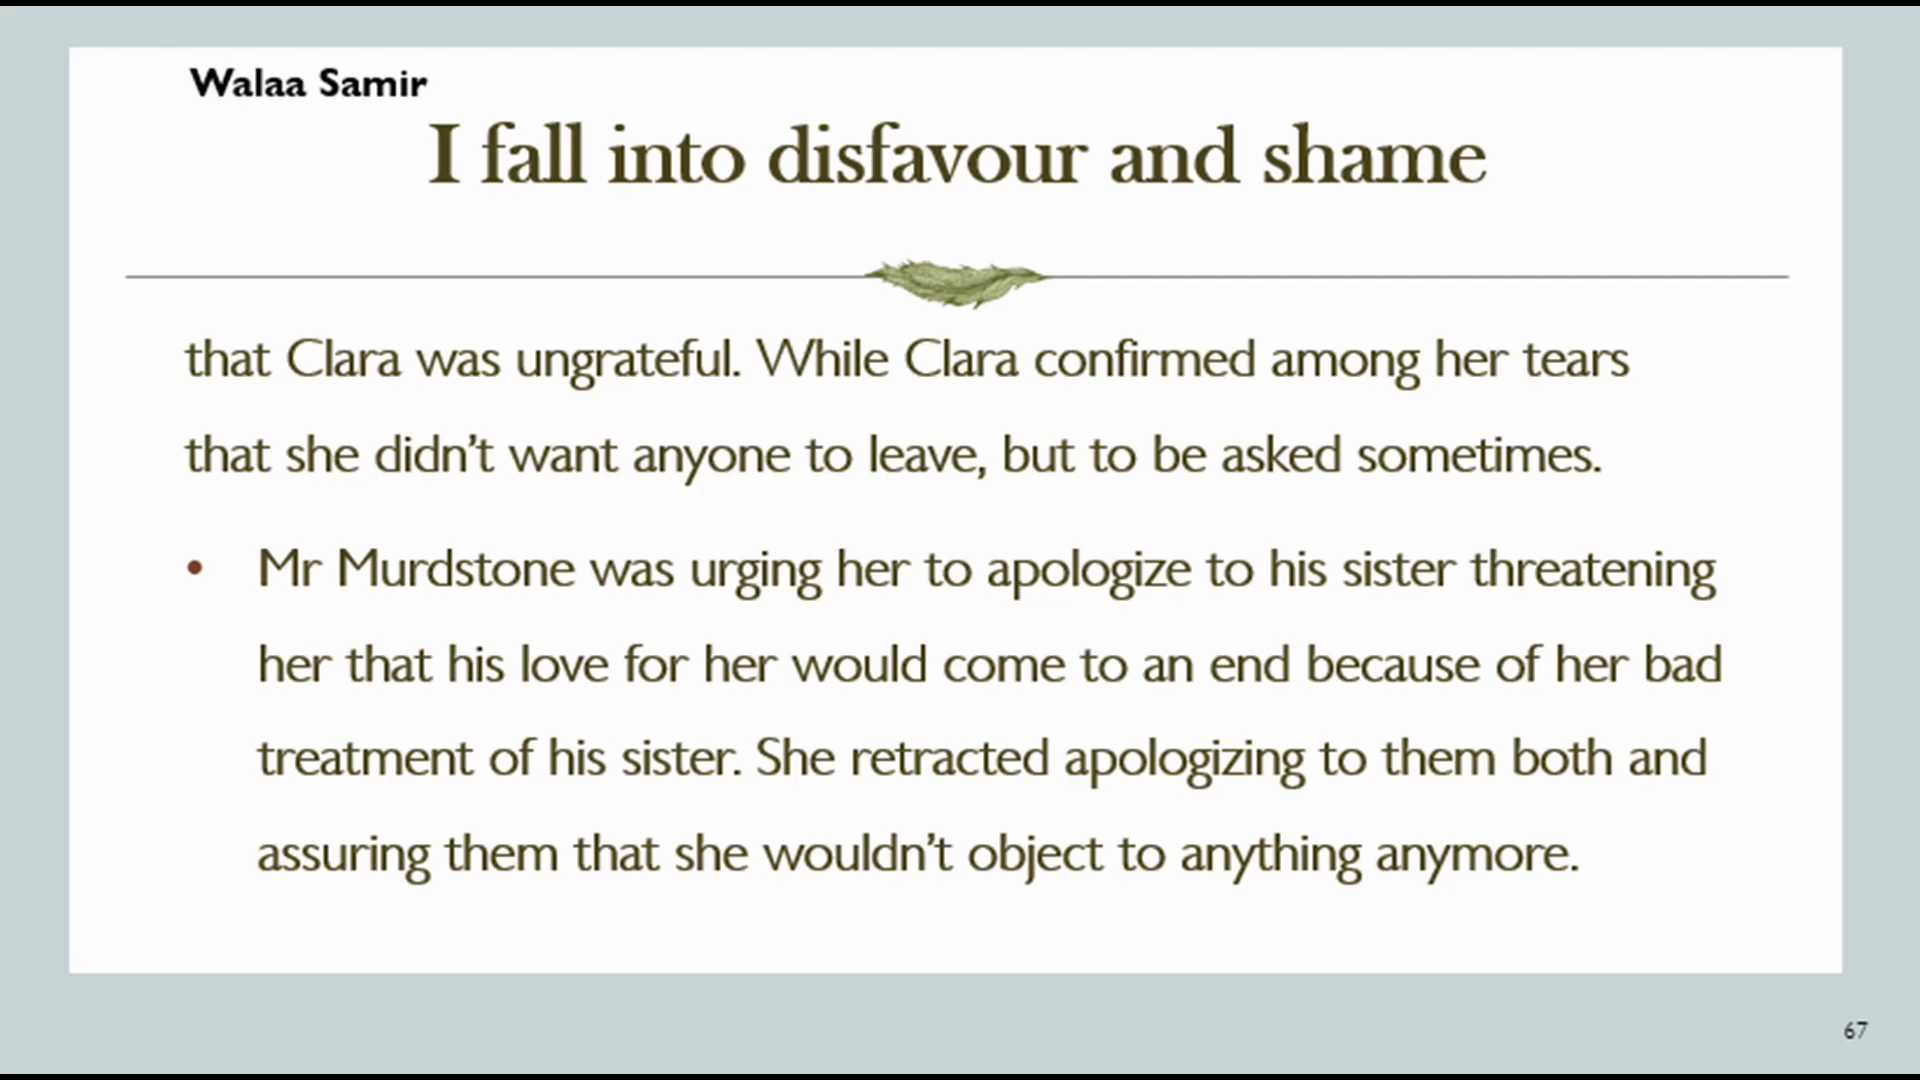 Walaa Samir
I fall into disfavour and shame
that Clara was ungrateful. While Clara confirmed among her tears
that she didn’t want anyone to leave, but to be asked sometimes.
• Mr Murdstone was urging her to apologize to his sister threatening
her that his love for her would come to an end because of her bad
treatment of his sister. She retracted apologizing to them both and
assuring them that she wouldn’t object to anything anymore.
67